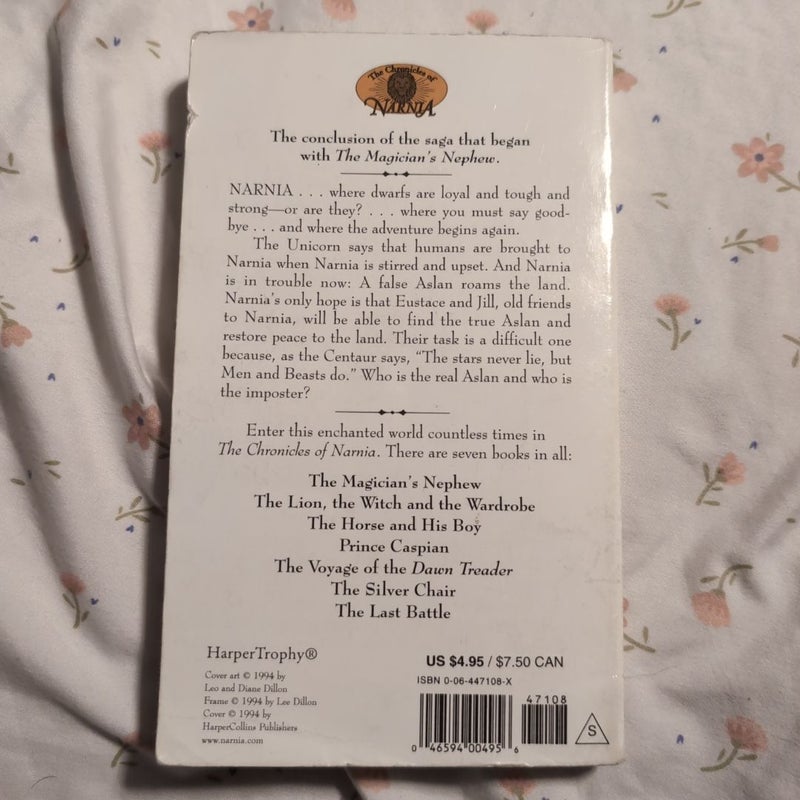 The Chronicles of
NARNIA
The conclusion of the saga that began
with The Magician's Nephew.
NARNIA . . . where dwarfs are loyal and tough and
strong—or are they? . . . where you must say good-
bye . . . and where the adventure begins again.
The Unicorn says that humans are brought to
Narnia when Narnia is stirred and upset. And Narnia
is in trouble now: A false Aslan roams the land.
Narnia's only hope is that Eustace and Jill, old friends
to Narnia, will be able to find the true Aslan and
restore peace to the land. Their task is a difficult one
because, as the Centaur says, "The stars never lie, but
Men and Beasts do." Who is the real Aslan and who is
the imposter?
Enter this enchanted world countless times in
The Chronicles of Narnia. There are seven books in all:
The Magician's Nephew
The Lion, the Witch and the Wardrobe
The Horse and His Boy
Prince Caspian
The Voyage of the Dawn Treader
The Silver Chair
The Last Battle
HarperTrophy®
Cover art © 1994 by
Leo and Diane Dillon
Frame © 1994 by Lee Dillon
Cover © 1994 by
HarperCollins Publishers
www.narnia.com
US $4.95 / $7.50 CAN
ISBN 0-06-447108-X
47108
0 46594 00495 6
S